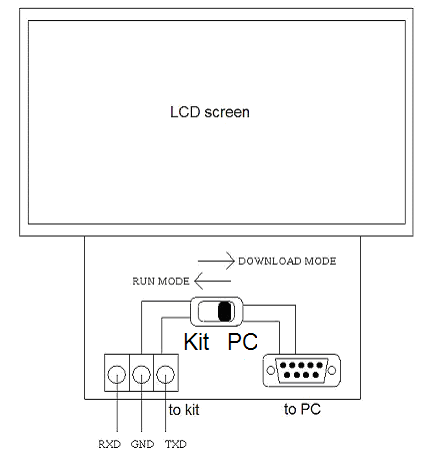 LCD screen
DOWNLOAD MODE
RUN MODE
Kit PC
to kit
to PC
RXD GND TXD